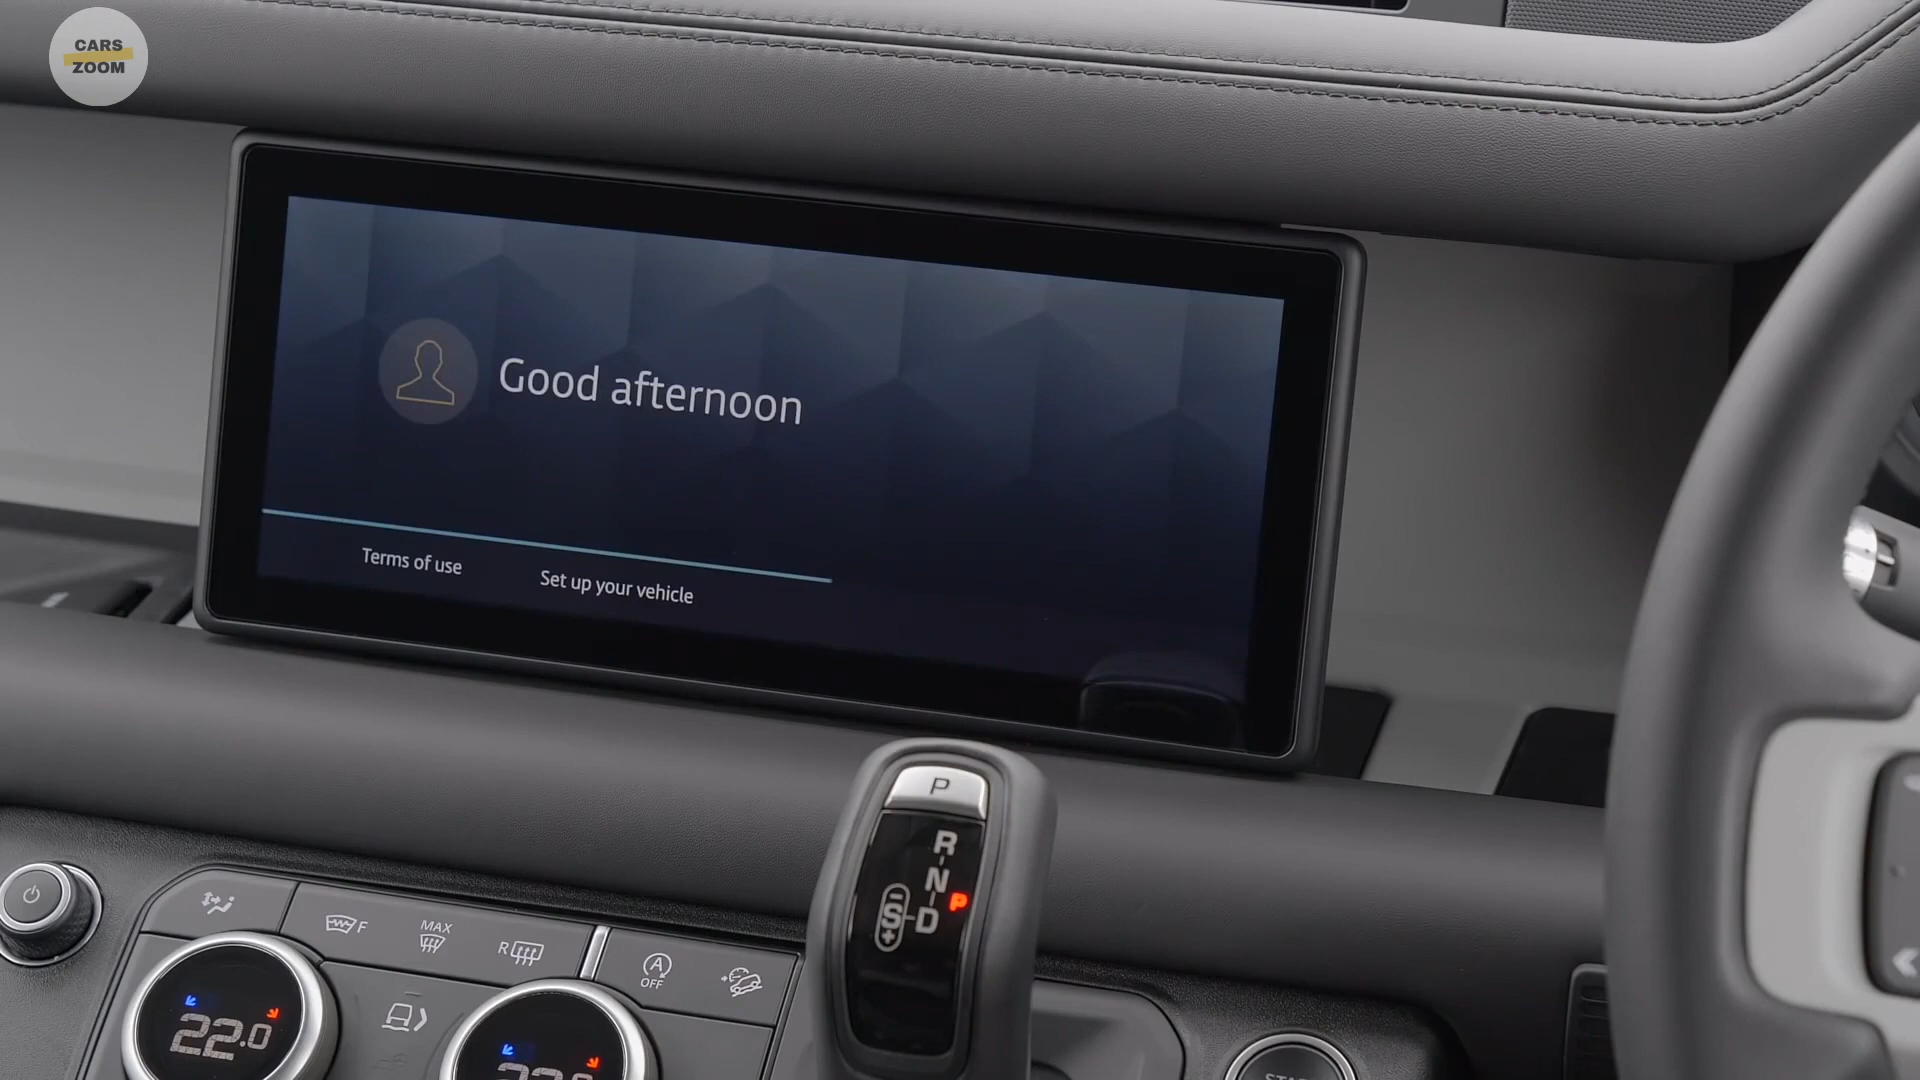 CARS
ZOOM
Good afternoon
Terms of use
Set up your vehicle
P
R
N
P
S
D
F
MAX
R
A
OFF
22.0